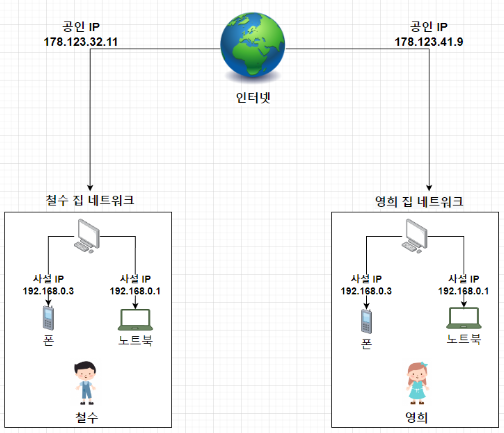 공인 IP
178.123.32.11
공인 IP
178.123.41.9
인터넷
철수 집 네트워크
영희 집 네트워크
사설 IP
192.168.0.3
사설 IP
192.168.0.1
사설 IP
192.168.0.3
사설 IP
192.168.0.1
폰
노트북
폰
노트북
철수
영희